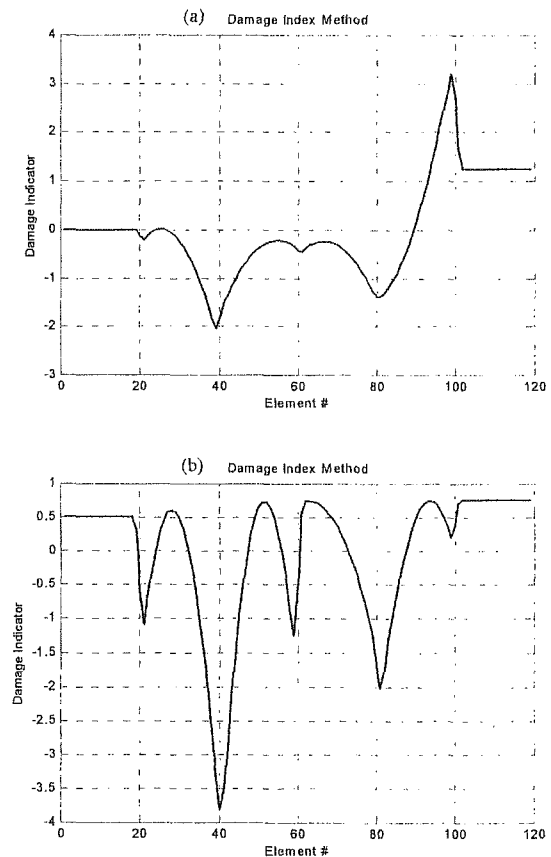 (a) Damage Index Method
4
3
2
1
0
-1
-2
-3
Damage Indicator
0 20 40 60 80 100 120
Element #
(b) Damage Index Method
1
0.5
0
-0.5
-1
-1.5
-2
-2.5
-3
-3.5
-4
Damage Indicator
0 20 40 60 80 100 120
Element #